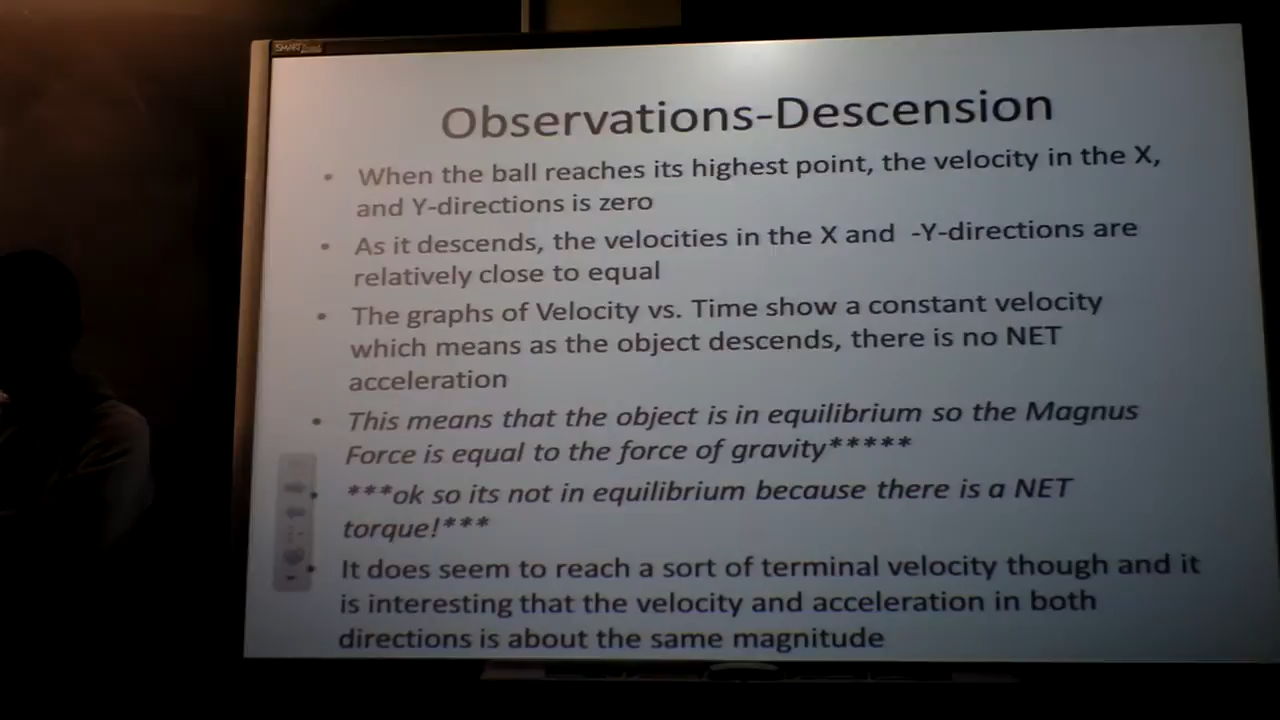 SMART
Observations-Descension
• When the ball reaches its highest point, the velocity in the X,
and Y-directions is zero
• As it descends, the velocities in the X and -Y-directions are
relatively close to equal
• The graphs of Velocity vs. Time show a constant velocity
which means as the object descends, there is no NET
acceleration
• This means that the object is in equilibrium so the Magnus
Force is equal to the force of gravity*****
• ***ok so its not in equilibrium because there is a NET
torque!***
• It does seem to reach a sort of terminal velocity though and it
is interesting that the velocity and acceleration in both
directions is about the same magnitude